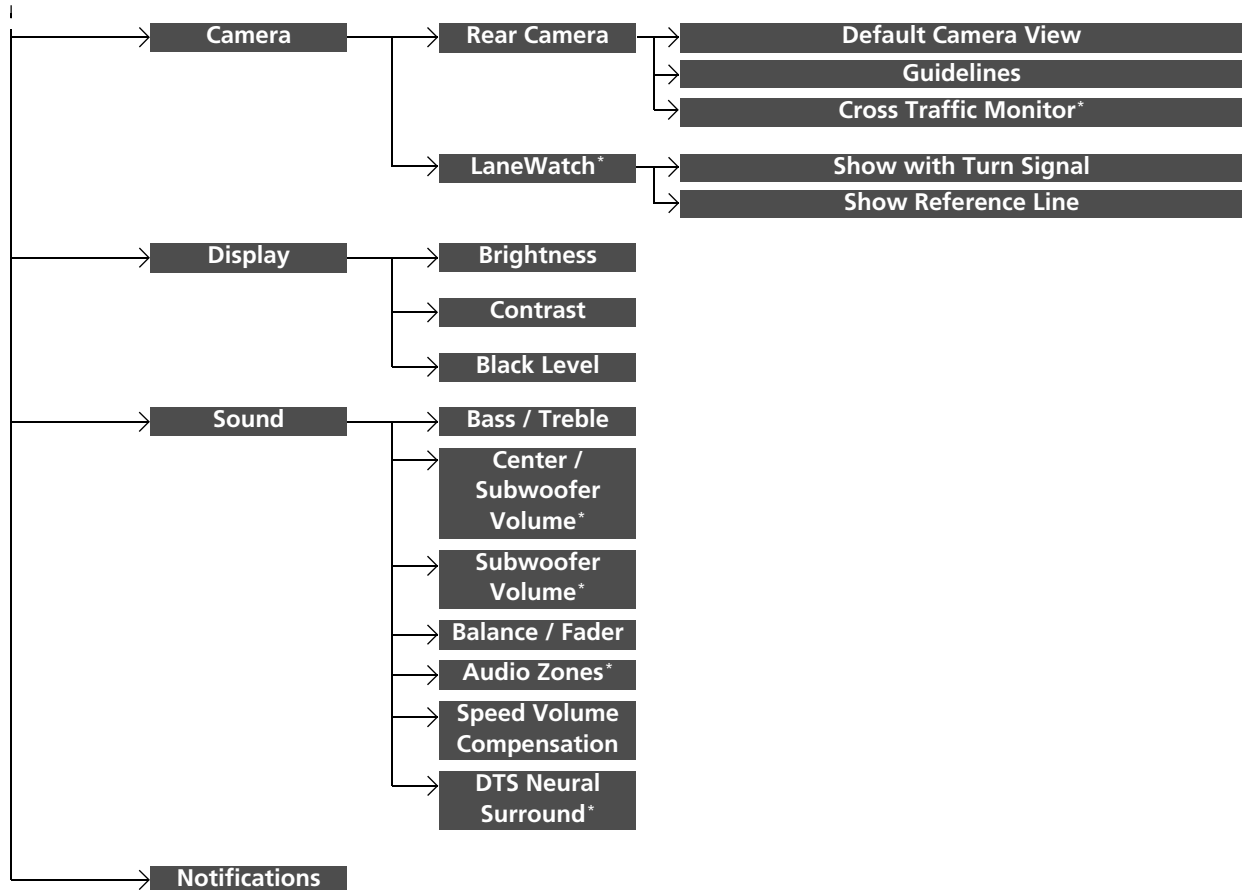 Camera
Rear Camera
Default Camera View
Guidelines
Cross Traffic Monitor*
LaneWatch*
Show with Turn Signal
Show Reference Line
Display
Brightness
Contrast
Black Level
Sound
Bass / Treble
Center /
Subwoofer
Volume*
Subwoofer
Volume*
Balance / Fader
Audio Zones*
Speed Volume
Compensation
DTS Neural
Surround*
Notifications